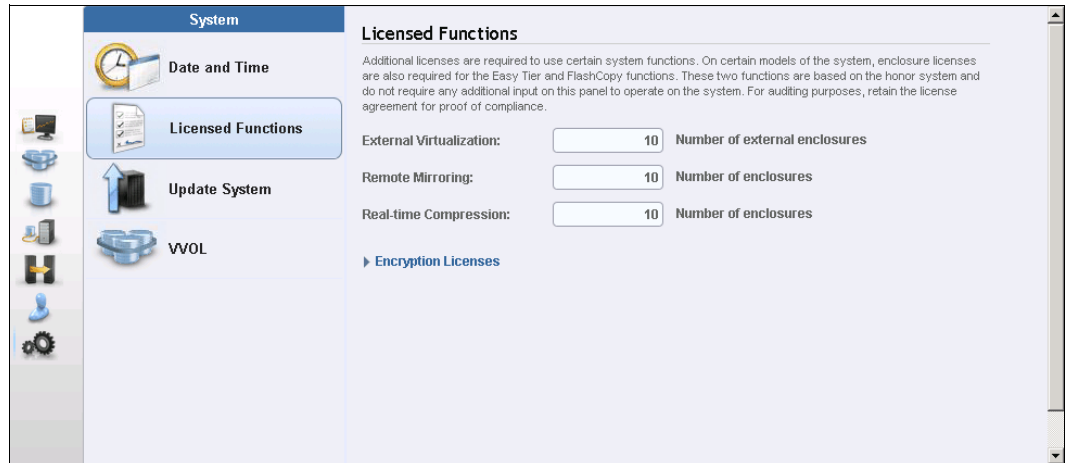 System
Date and Time
Licensed Functions
Update System
VVOL
Licensed Functions
Additional licenses are required to use certain system functions. On certain models of the system, enclosure licenses
are also required for the Easy Tier and FlashCopy functions. These two functions are based on the honor system and
do not require any additional input on this panel to operate on the system. For auditing purposes, retain the license
agreement for proof of compliance.
External Virtualization: 10 Number of external enclosures
Remote Mirroring: 10 Number of enclosures
Real-time Compression: 10 Number of enclosures
Encryption Licenses